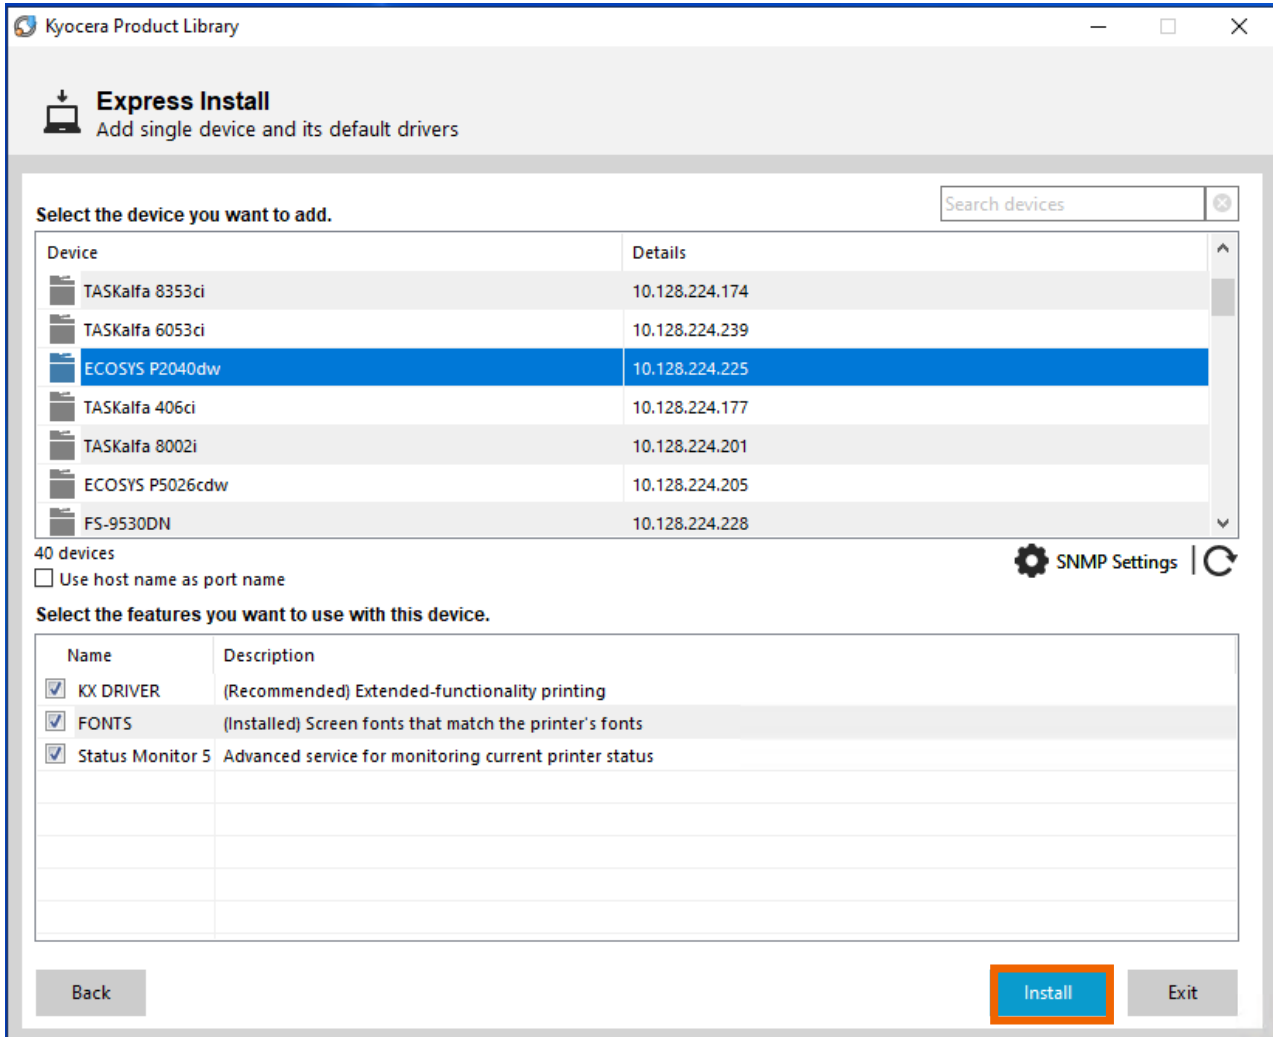 Kyocera Product Library
Express Install
Add single device and its default drivers
Select the device you want to add.
Search devices
Device Details
TASKalfa 8353ci 10.128.224.174
TASKalfa 6053ci 10.128.224.239
ECOSYS P2040dw 10.128.224.225
TASKalfa 406ci 10.128.224.177
TASKalfa 8002i 10.128.224.201
ECOSYS P5026cdw 10.128.224.205
FS-9530DN 10.128.224.228
40 devices
SNMP Settings
Use host name as port name
Select the features you want to use with this device.
Name Description
KX DRIVER (Recommended) Extended-functionality printing
FONTS (Installed) Screen fonts that match the printer's fonts
Status Monitor 5 Advanced service for monitoring current printer status
Back Install Exit